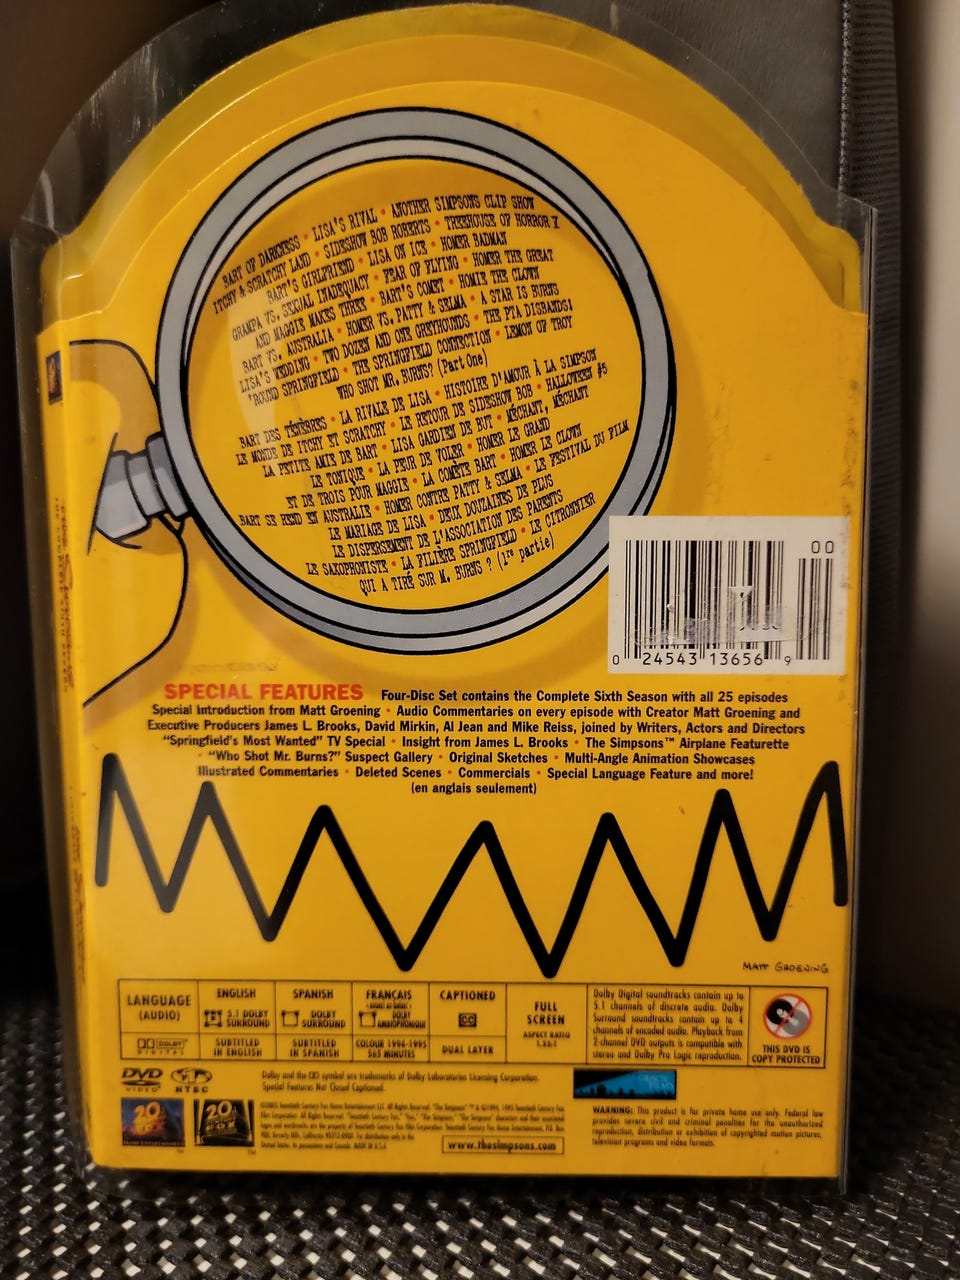 BART OF DARKNESS • LISA'S RIVAL • ANOTHER SIMPSONS CLIP SHOW
ITCHY & SCRATCHY LAND • SIDESHOW BOB ROBERTS • TREEHOUSE OF HORROR V
BART'S GIRLFRIEND • LISA ON ICE • HOMER BADMAN
GRAMPA VS. SEXUAL INADEQUACY • FEAR OF FLYING • HOMER THE GREAT
AND MAGGIE MAKES THREE • BART'S COMET • HOMIE THE CLOWN
BART VS. AUSTRALIA • HOMER VS. PATTY & SELMA • A STAR IS BURNS
LISA'S WEDDING • TWO DOZEN AND ONE GREYHOUNDS • THE PTA DISBANDS!
'ROUND SPRINGFIELD • THE SPRINGFIELD CONNECTION • LEMON OF TROY
WHO SHOT MR. BURNS? (Part One)
BART DES TÉNÈBRES • LA RIVALE DE LISA • HISTOIRE D'AMOUR À LA SIMPSON
LE MONDE DE ITCHY ET SCRATCHY • LE RETOUR DE SIDESHOW BOB • HALLOWEEN #5
LA PETITE AMIE DE BART • LISA GARDIEN DE BUT • MÉCHANT, MÉCHANT
LE TONIQUE • LA PEUR DE VOLER • HOMER LE GRAND
ET DE TROIS POUR MAGGIE • LA COMÈTE BART • HOMER LE CLOWN
BART SE REND EN AUSTRALIE • HOMER CONTRE PATTY & SELMA • LE FESTIVAL DU FILM
LE MARIAGE DE LISA • DEUX DOUZAINES DE PLUS
LE DISPERSEMENT DE L'ASSOCIATION DES PARENTS
LE SAXOPHONISTE • LA FILIÈRE SPRINGFIELD • LE CITRONNIER
QUI A TIRÉ SUR M. BURNS ? (1re partie)
00
0 24543 13656 9
SPECIAL FEATURES Four-Disc Set contains the Complete Sixth Season with all 25 episodes
Special Introduction from Matt Groening • Audio Commentaries on every episode with Creator Matt Groening and
Executive Producers James L. Brooks, David Mirkin, Al Jean and Mike Reiss, joined by Writers, Actors and Directors
"Springfield's Most Wanted" TV Special • Insight from James L. Brooks • The Simpsons™ Airplane Featurette
• "Who Shot Mr. Burns?" Suspect Gallery • Original Sketches • Multi-Angle Animation Showcases
Illustrated Commentaries • Deleted Scenes • Commercials • Special Language Feature and more!
(en anglais seulement)
MATT GROENING
LANGUAGE
(AUDIO)
DOLBY
DIGITAL
ENGLISH
5.1 DOLBY
SURROUND
SUBTITLED
IN ENGLISH
SPANISH
DOLBY
SURROUND
SUBTITLED
IN SPANISH
FRANÇAIS
DOLBY
AMBIOPHONIQUE
COLOUR 1994-1995
565 MINUTES
CAPTIONED
CC
DUAL LAYER
FULL
SCREEN
ASPECT RATIO
1.33:1
Dolby Digital soundtracks contain up to
5.1 channels of discrete audio. Dolby
Surround soundtracks contain up to 4
channels of encoded audio. Playback from
2-channel DVD outputs is compatible with
stereo and Dolby Pro Logic reproduction.
THIS DVD IS
COPY PROTECTED
DVD
VIDEO
NTSC
Dolby and the symbol are trademarks of Dolby Laboratories Licensing Corporation.
Special Features Not Closed Captioned.
www.thesimpsons.com
WARNING: This product is for private home use only. Federal law
provides severe civil and criminal penalties for the unauthorized
reproduction, distribution or exhibition of copyrighted motion pictures,
television programs and video formats.
20
20